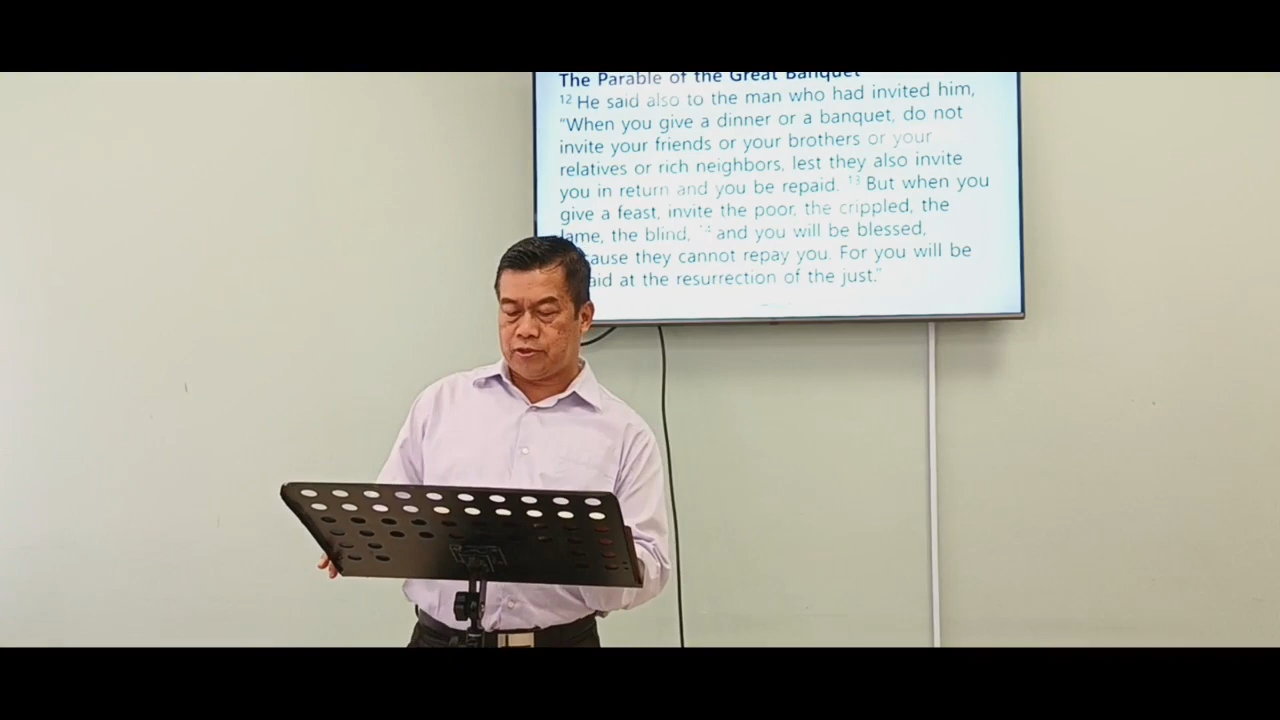 The Parable of the Great Banquet
12 He said also to the man who had invited him,
“When you give a dinner or a banquet, do not
invite your friends or your brothers or your
relatives or rich neighbors, lest they also invite
you in return and you be repaid. 13 But when you
give a feast, invite the poor, the crippled, the
lame, the blind, 14 and you will be blessed,
cause they cannot repay you. For you will be
aid at the resurrection of the just.”